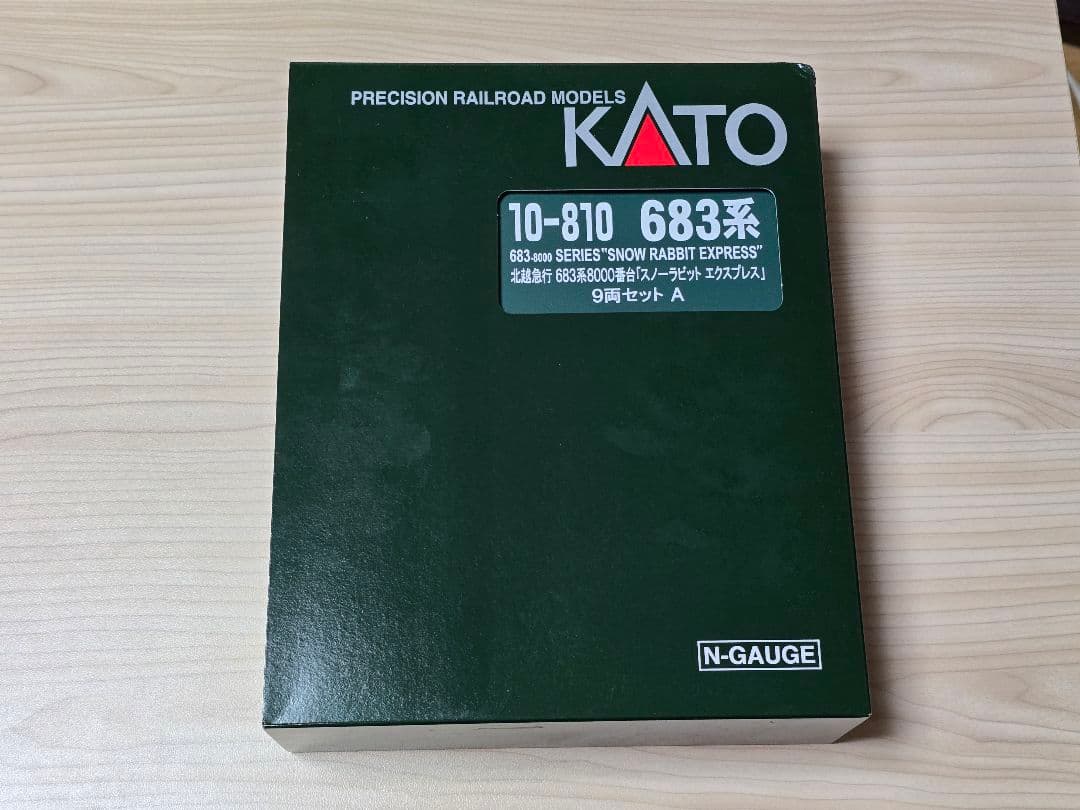 PRECISION RAILROAD MODELS
KATO
10-810 683系
683-8000 SERIES"SNOW RABBIT EXPRESS"
北越急行 683系8000番台「スノーラビット エクスプレス」
9両セット A
N-GAUGE